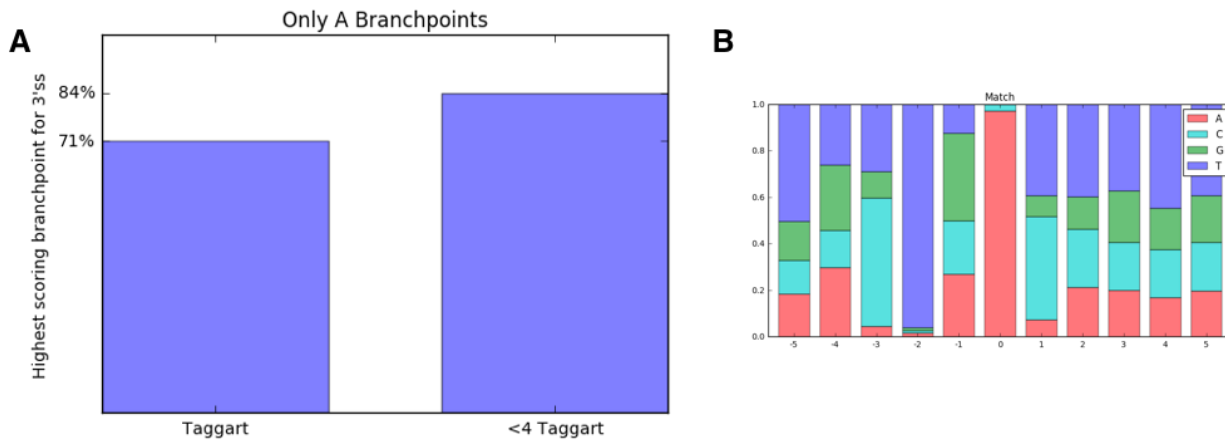 A
Only A Branchpoints
Highest scoring branchpoint for 3'ss
84%
71%
Taggart
<4 Taggart
B
Match
1.0
0.8
0.6
0.4
0.2
0.0
-5 -4 -3 -2 -1 0 1 2 3 4 5
A
C
G
T